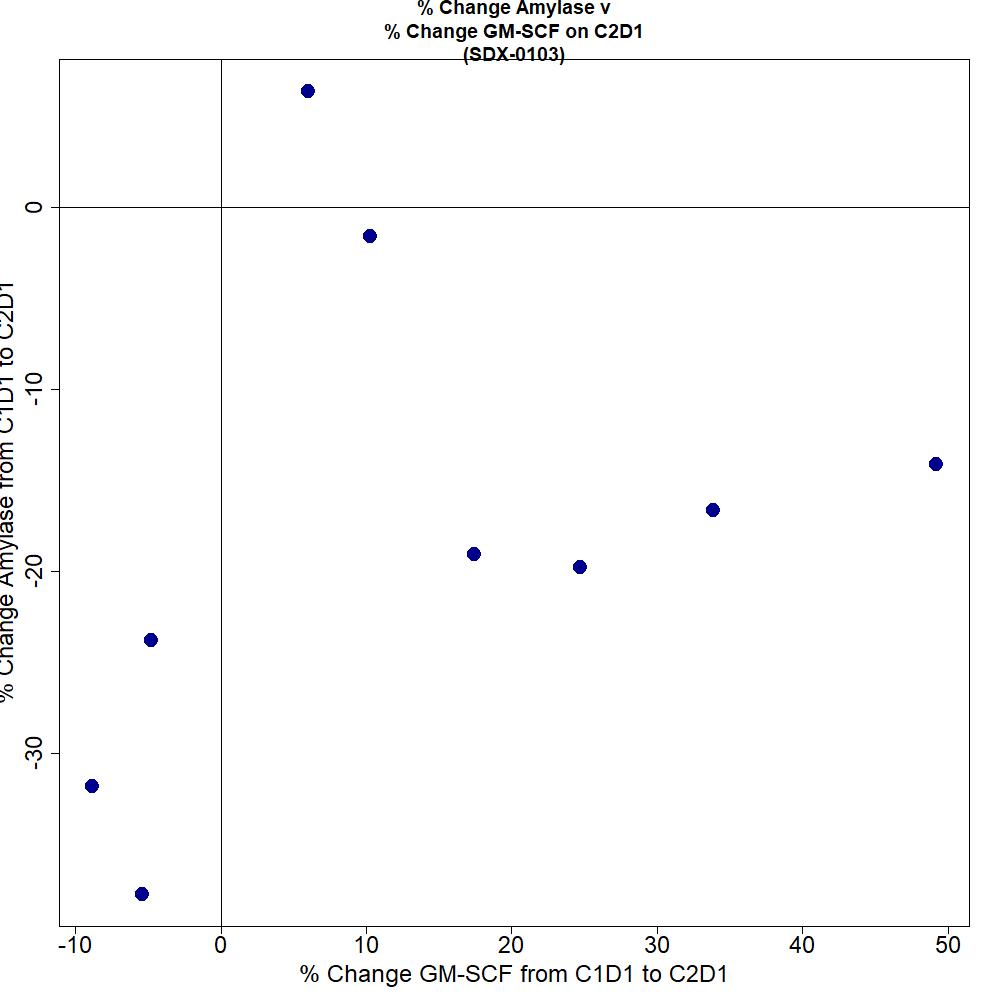 % Change Amylase v
% Change GM-SCF on C2D1
(SDX-0103)
% Change Amylase from C1D1 to C2D1
0
-10
-20
-30
-10 0 10 20 30 40 50
% Change GM-SCF from C1D1 to C2D1